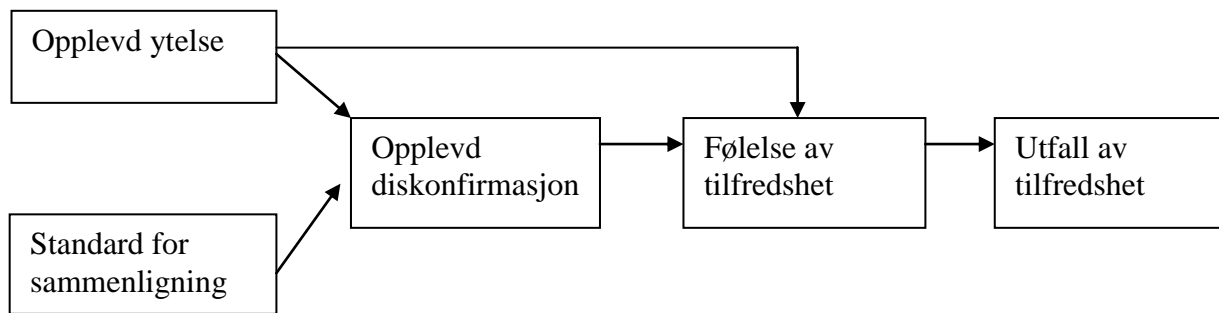 Opplevd ytelse
Opplevd
diskonfirmasjon
Følelse av
tilfredshet
Utfall av
tilfredshet
Standard for
sammenligning